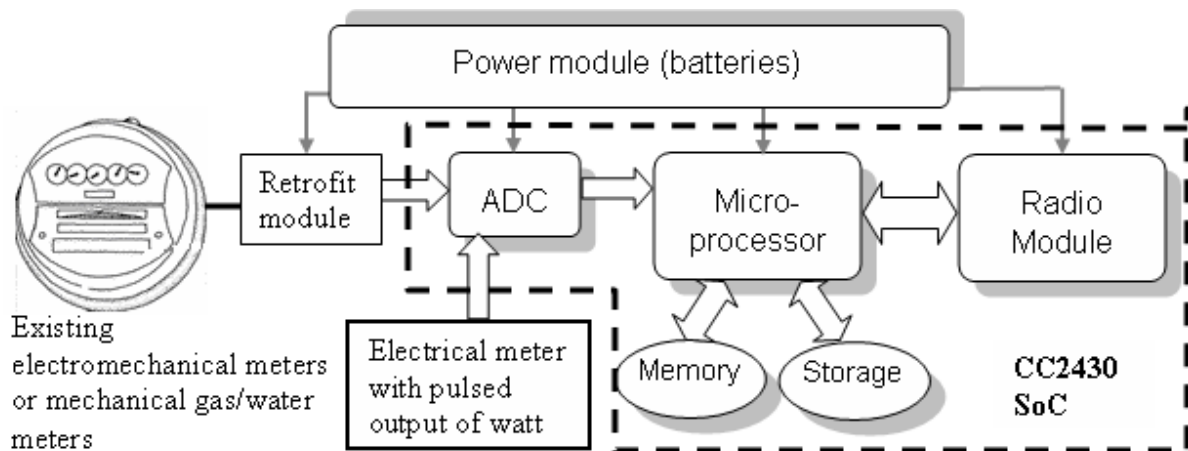 Power module (batteries)
Retrofit
module
ADC
Micro-
processor
Radio
Module
Existing
electromechanical meters
or mechanical gas/water
meters
Electrical meter
with pulsed
output of watt
Memory
Storage
CC2430
SoC